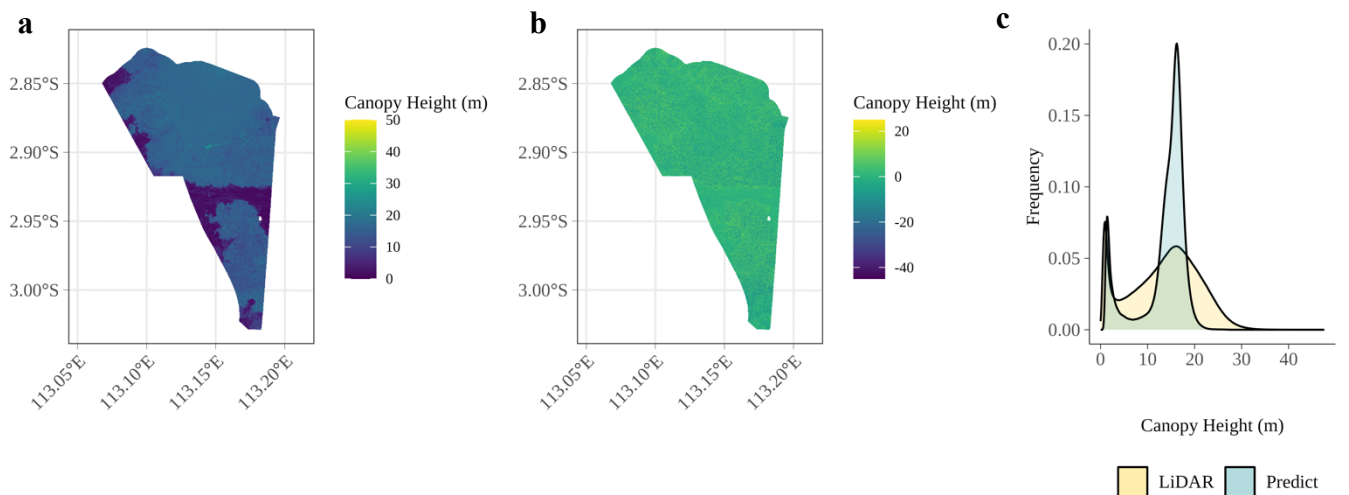 a
2.85°S
2.90°S
2.95°S
3.00°S
113.05°E
113.10°E
113.15°E
113.20°E
Canopy Height (m)
50
40
30
20
10
0
b
2.85°S
2.90°S
2.95°S
3.00°S
113.05°E
113.10°E
113.15°E
113.20°E
Canopy Height (m)
20
0
-20
-40
c
Frequency
0.20
0.15
0.10
0.05
0.00
0
10
20
30
40
Canopy Height (m)
LiDAR
Predict